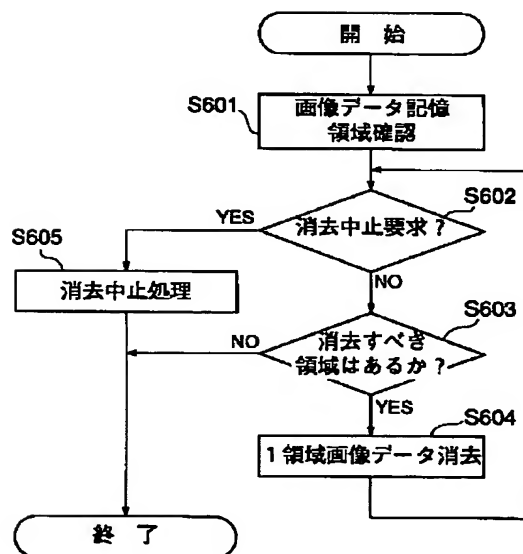 開　始
S601
画像データ記憶
領域確認
S602
消去中止要求？
YES
NO
S605
消去中止処理
S603
消去すべき
領域はあるか？
NO
YES
S604
１領域画像データ消去
終　了